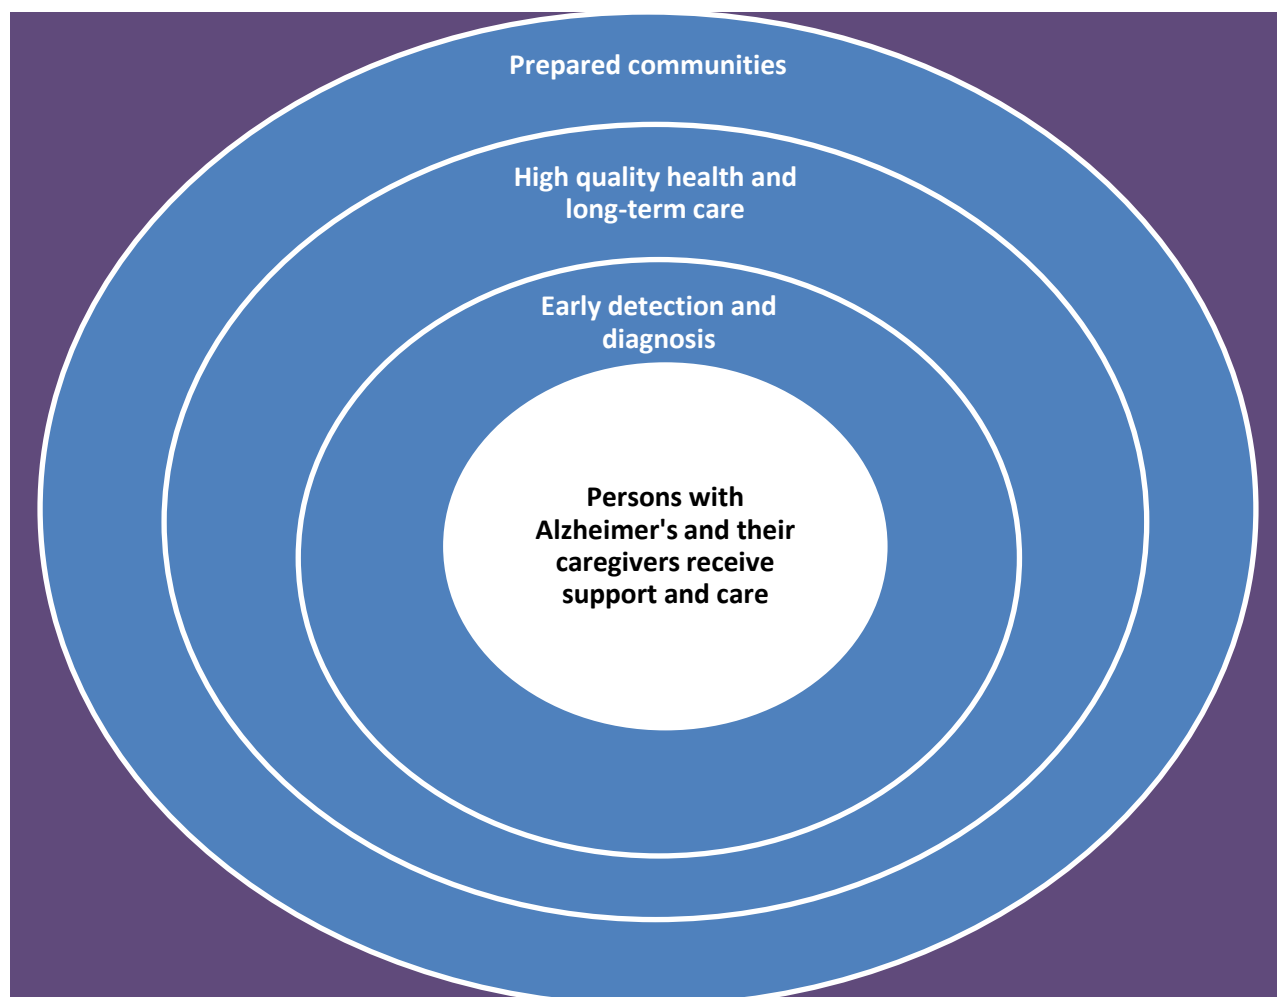 Prepared communities
High quality health and
long-term care
Early detection and
diagnosis
Persons with
Alzheimer's and their
caregivers receive
support and care